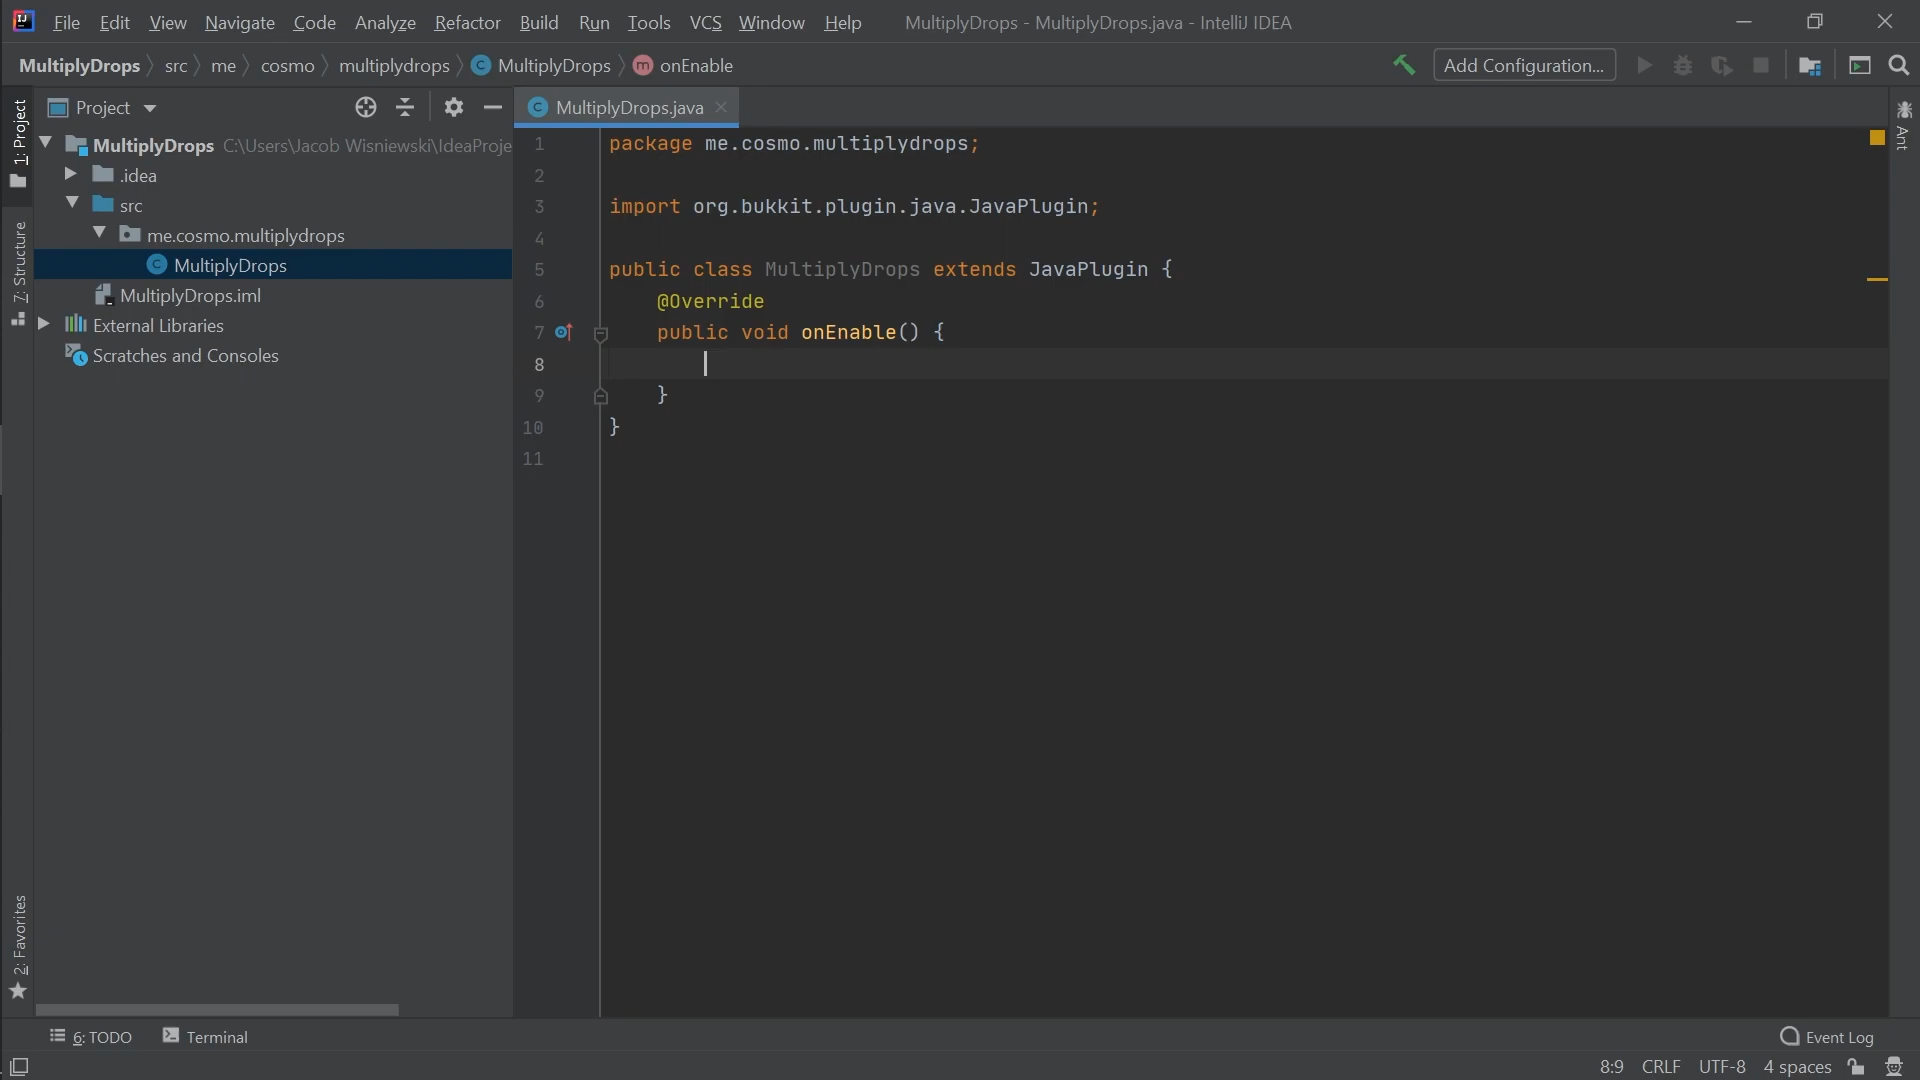 File Edit View Navigate Code Analyze Refactor Build Run Tools VCS Window Help MultiplyDrops - MultiplyDrops.java - IntelliJ IDEA
MultiplyDrops src me cosmo multiplydrops C MultiplyDrops m onEnable Add Configuration...
1: Project
7: Structure
2: Favorites
Project
MultiplyDrops C:\Users\Jacob Wisniewski\IdeaProje
.idea
src
me.cosmo.multiplydrops
C MultiplyDrops
MultiplyDrops.iml
External Libraries
Scratches and Consoles
C MultiplyDrops.java
1 package me.cosmo.multiplydrops;
2
3 import org.bukkit.plugin.java.JavaPlugin;
4
5 public class MultiplyDrops extends JavaPlugin {
6     @Override
7     public void onEnable() {
8
9     }
10 }
11
Ant
6: TODO Terminal Event Log
8:9 CRLF UTF-8 4 spaces